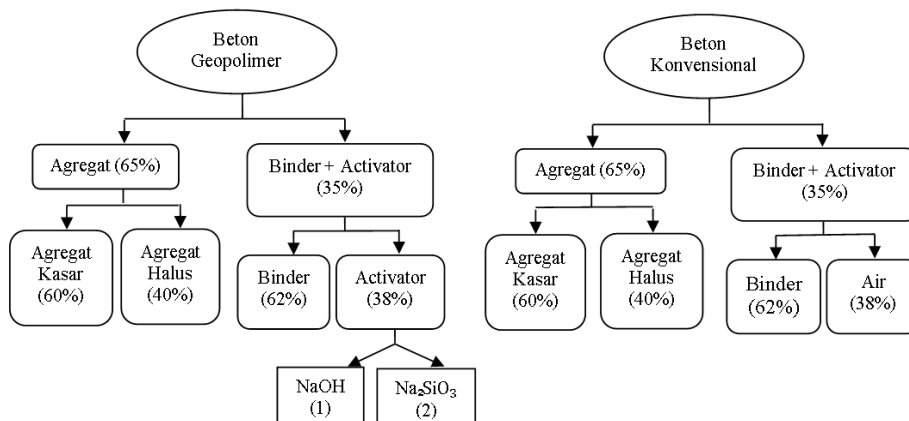 Beton
Geopolimer
Agregat (65%)
Binder + Activator
(35%)
Agregat
Kasar
(60%)
Agregat
Halus
(40%)
Binder
(62%)
Activator
(38%)
NaOH
(1)
Na₂SiO₃
(2)
Beton
Konvensional
Agregat (65%)
Binder + Activator
(35%)
Agregat
Kasar
(60%)
Agregat
Halus
(40%)
Binder
(62%)
Air
(38%)